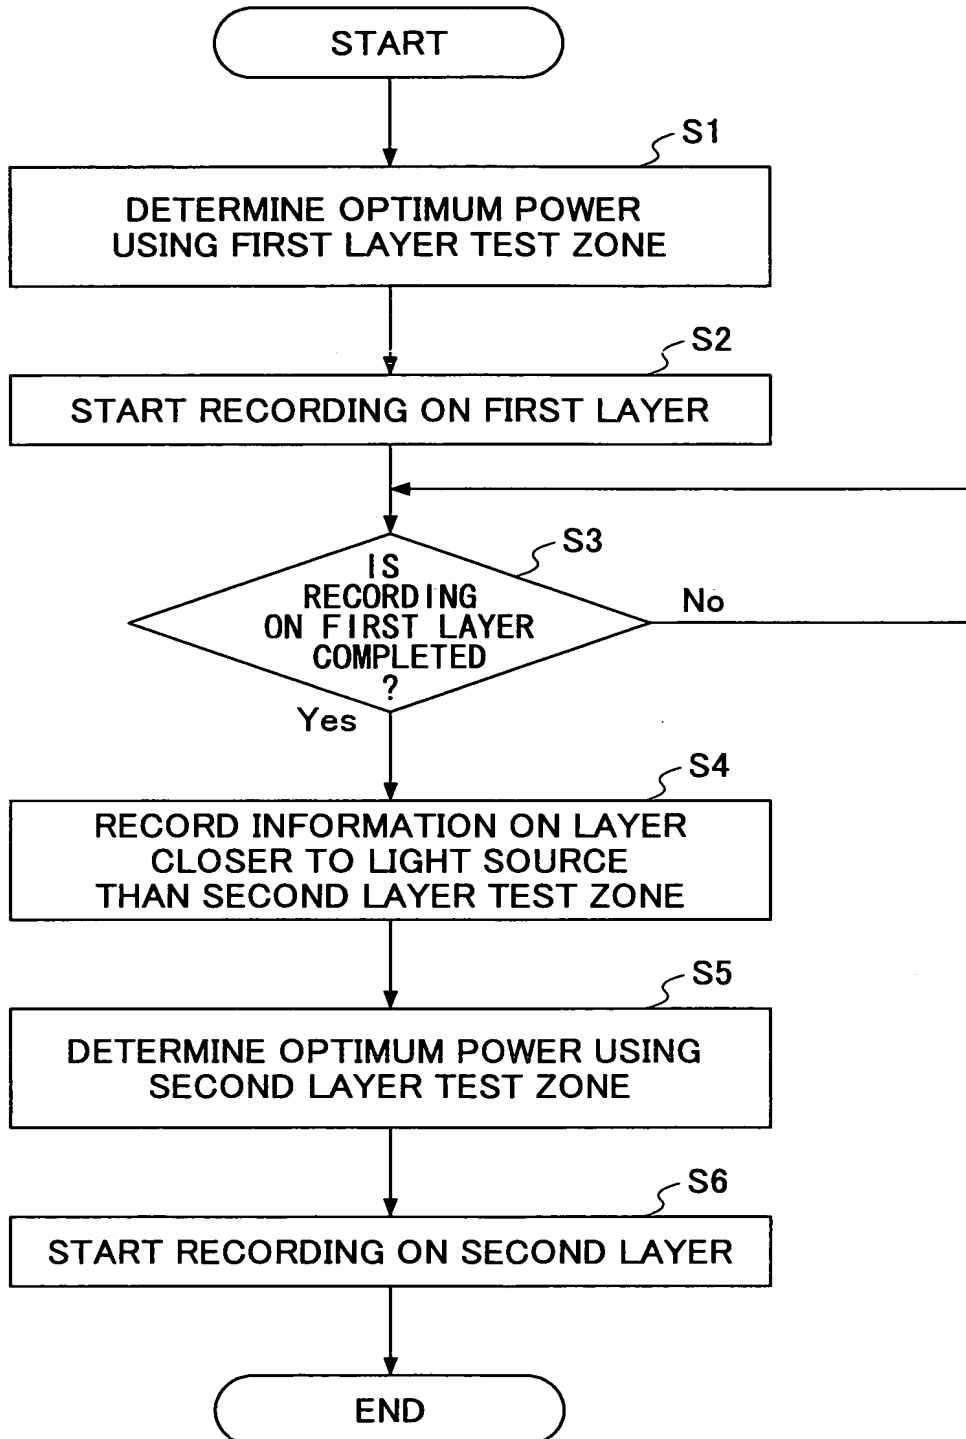 START
S1
DETERMINE OPTIMUM POWER
USING FIRST LAYER TEST ZONE
S2
START RECORDING ON FIRST LAYER
S3
IS
RECORDING
ON FIRST LAYER
COMPLETED
?
No
Yes
S4
RECORD INFORMATION ON LAYER
CLOSER TO LIGHT SOURCE
THAN SECOND LAYER TEST ZONE
S5
DETERMINE OPTIMUM POWER USING
SECOND LAYER TEST ZONE
S6
START RECORDING ON SECOND LAYER
END